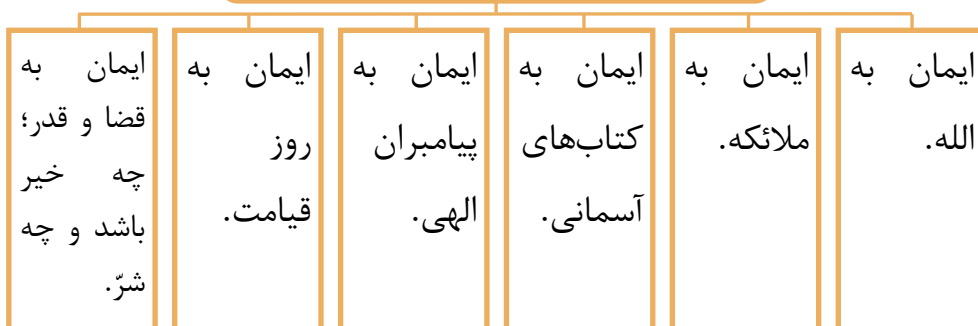 ایمان به
الله.
ایمان به
ملائکه.
ایمان به
کتاب‌های
آسمانی.
ایمان به
پیامبران
الهی.
ایمان به
روز
قیامت.
ایمان به
قضا و قدر؛
چه خیر
باشد و چه
شرّ.